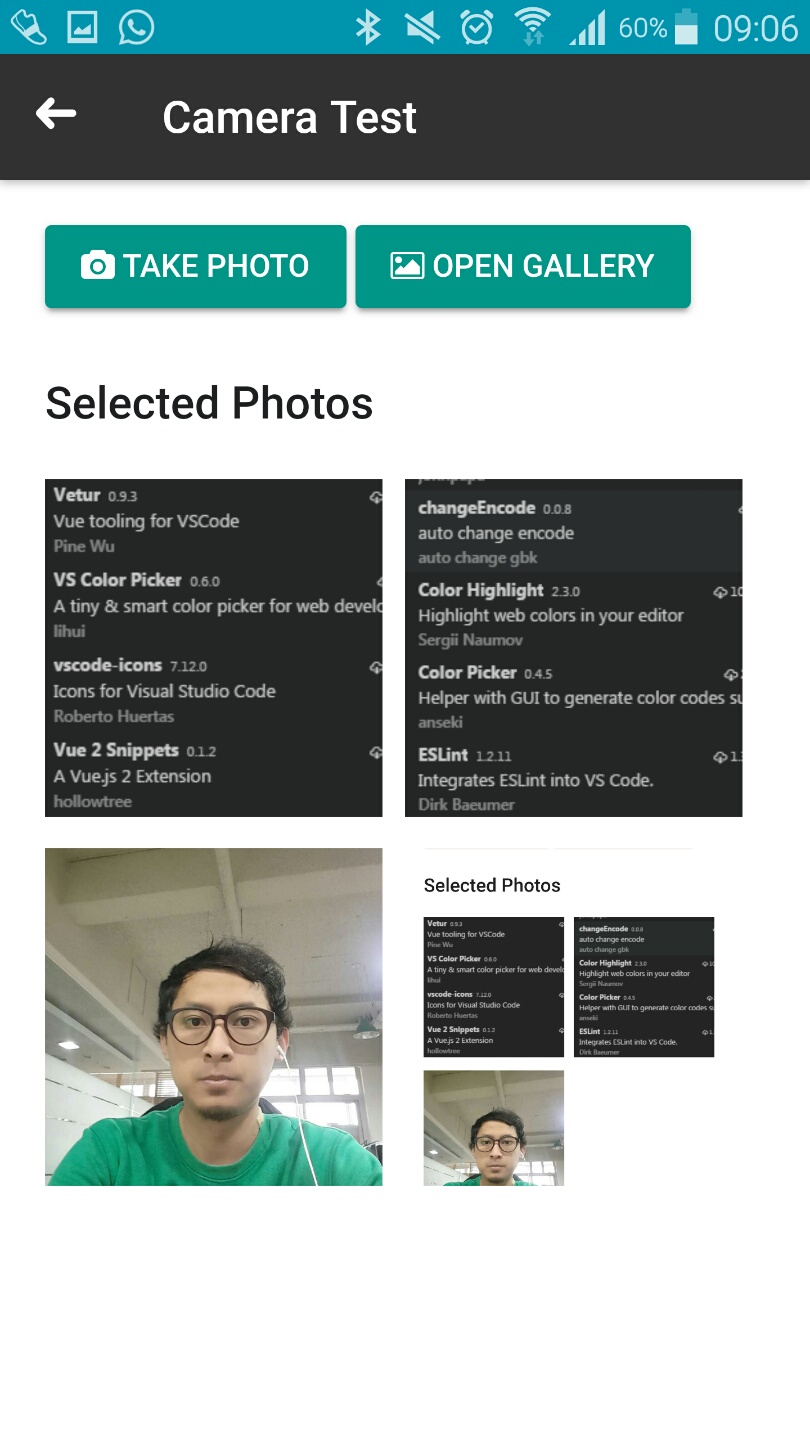 60% 09:06
Camera Test
TAKE PHOTO OPEN GALLERY
Selected Photos
Vetur 0.9.3
Vue tooling for VSCode
Pine Wu
VS Color Picker 0.6.0
A tiny & smart color picker for web develo
lihui
vscode-icons 7.12.0
Icons for Visual Studio Code
Roberto Huertas
Vue 2 Snippets 0.1.2
A Vue.js 2 Extension
hollowtree
changeEncode 0.0.8
auto change encode
auto change gbk
Color Highlight 2.3.0 10
Highlight web colors in your editor
Sergii Naumov
Color Picker 0.4.5
Helper with GUI to generate color codes su
anseki
ESLint 1.2.11 1.
Integrates ESLint into VS Code.
Dirk Baeumer
Selected Photos
Vetur 0.9.3
Vue tooling for VSCode
Pine Wu
VS Color Picker 0.6.0
A tiny & smart color picker for web develo
lihui
vscode-icons 7.12.0
Icons for Visual Studio Code
Roberto Huertas
Vue 2 Snippets 0.1.2
A Vue.js 2 Extension
hollowtree
changeEncode 0.0.8
auto change encode
auto change gbk
Color Highlight 2.3.0 10
Highlight web colors in your editor
Sergii Naumov
Color Picker 0.4.5
Helper with GUI to generate color codes su
anseki
ESLint 1.2.11 1.
Integrates ESLint into VS Code.
Dirk Baeumer